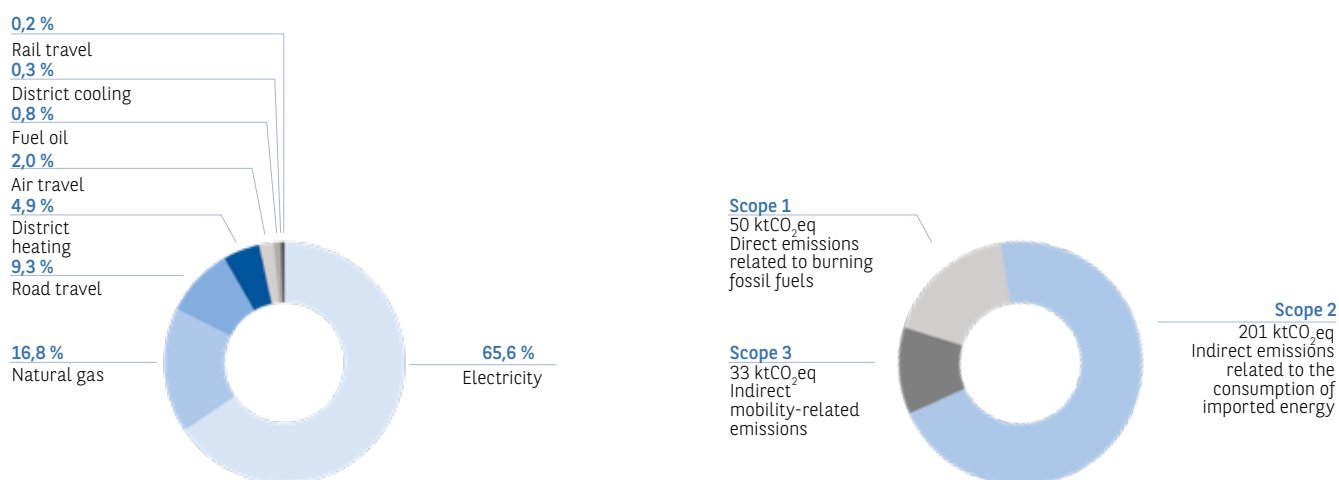 0,2 %
Rail travel
0,3 %
District cooling
0,8 %
Fuel oil
2,0 %
Air travel
4,9 %
District
heating
9,3 %
Road travel
16,8 %
Natural gas
65,6 %
Electricity
Scope 1
50 ktCO₂eq
Direct emissions
related to burning
fossil fuels
Scope 3
33 ktCO₂eq
Indirect
mobility-related
emissions
Scope 2
201 ktCO₂eq
Indirect emissions
related to the
consumption of
imported energy